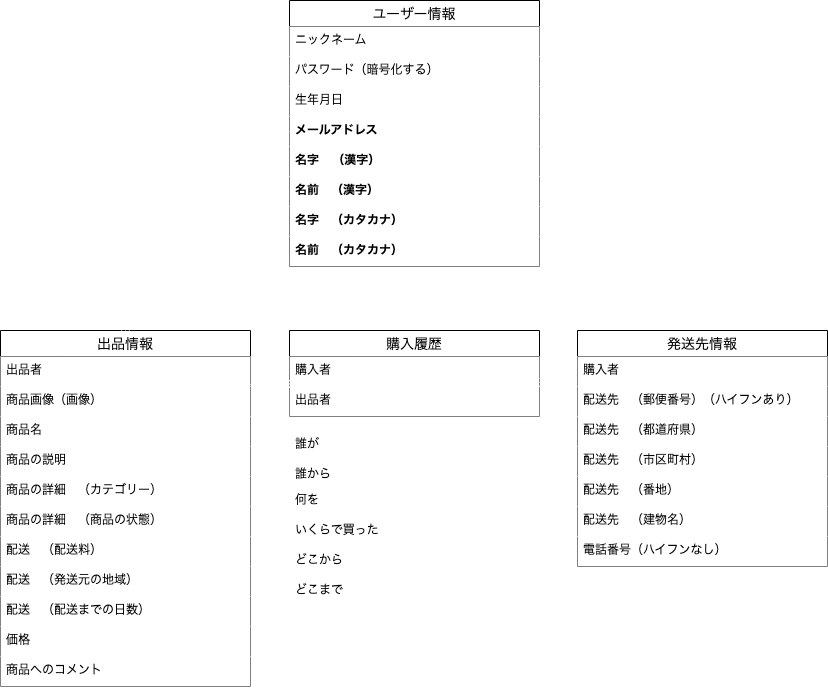 ユーザー情報
ニックネーム
パスワード（暗号化する）
生年月日
メールアドレス
名字　（漢字）
名前　（漢字）
名字　（カタカナ）
名前　（カタカナ）
出品情報
出品者
商品画像（画像）
商品名
商品の説明
商品の詳細　（カテゴリー）
商品の詳細　（商品の状態）
配送　（配送料）
配送　（発送元の地域）
配送　（配送までの日数）
価格
商品へのコメント
購入履歴
購入者
出品者
誰が
誰から
何を
いくらで買った
どこから
どこまで
発送先情報
購入者
配送先　（郵便番号）（ハイフンあり）
配送先　（都道府県）
配送先　（市区町村）
配送先　（番地）
配送先　（建物名）
電話番号（ハイフンなし）